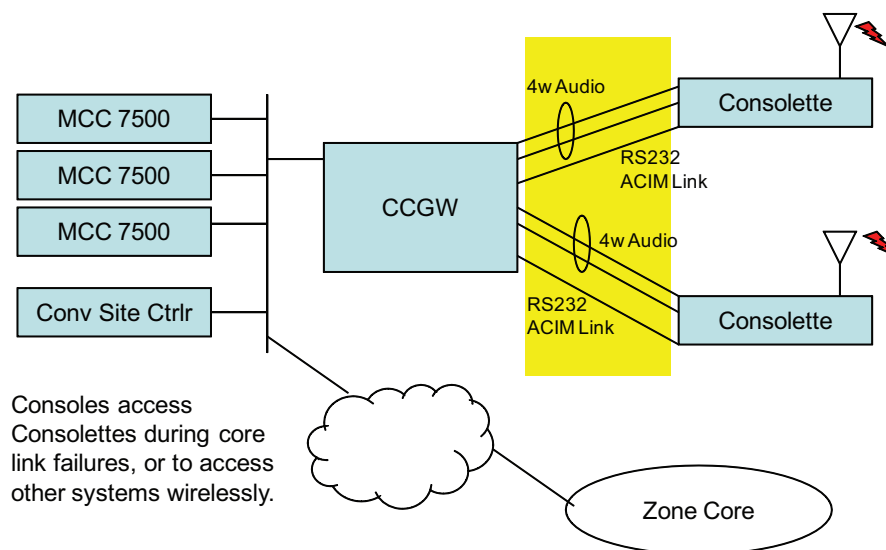 MCC 7500
MCC 7500
MCC 7500
Conv Site Ctrlr
CCGW
4w Audio
RS232
ACIM Link
Consolette
4w Audio
RS232
ACIM Link
Consolette
Consoles access
Consolettes during core
link failures, or to access
other systems wirelessly.
Zone Core